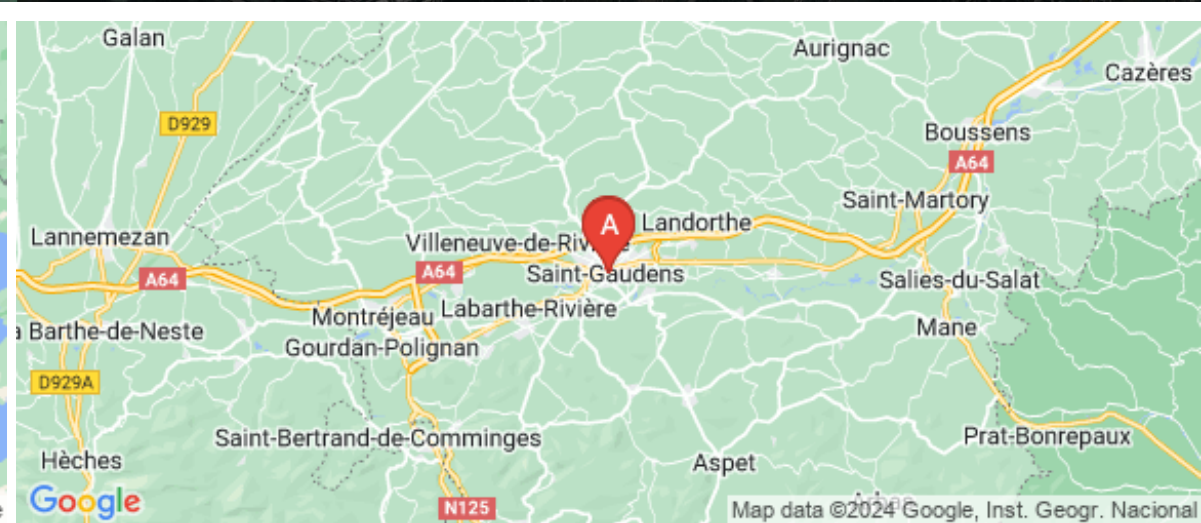 Galan
Aurignac
Cazères
D929
Boussens
A64
Saint-Martory
A
Landorthe
Lannemezan
Villeneuve-de-Riv
A64
A64
Saint-Gaudens
Salies-du-Salat
Montréjeau
Labarthe-Rivière
Barthe-de-Neste
Mane
Gourdan-Polignan
D929A
Saint-Bertrand-de-Comminges
Prat-Bonrepaux
Hèches
Aspet
Google
N125
Map data ©2024 Google, Inst. Geogr. Nacional